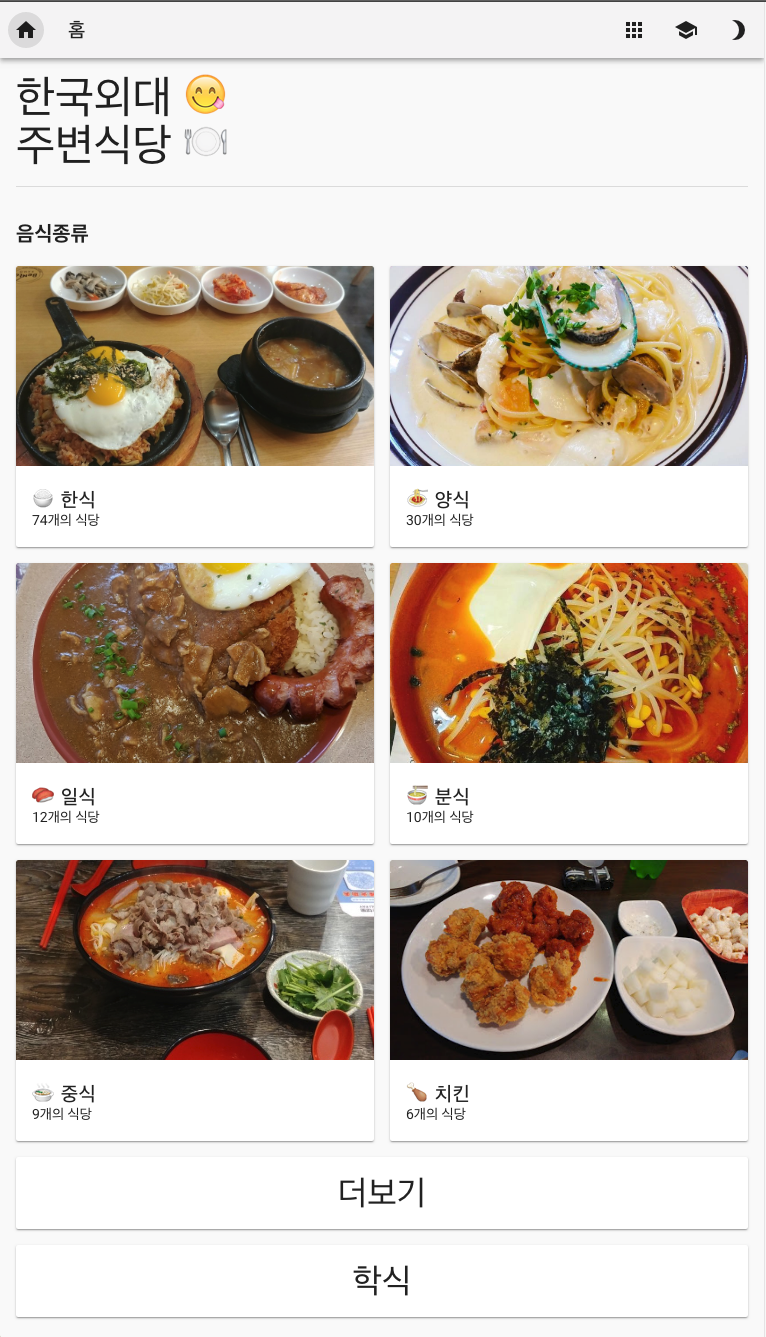 홈
한국외대 😋
주변식당 🍽️
음식종류
🍚 한식
74개의 식당
🍝 양식
30개의 식당
🍣 일식
12개의 식당
🍜 분식
10개의 식당
🍲 중식
9개의 식당
🍗 치킨
6개의 식당
더보기
학식